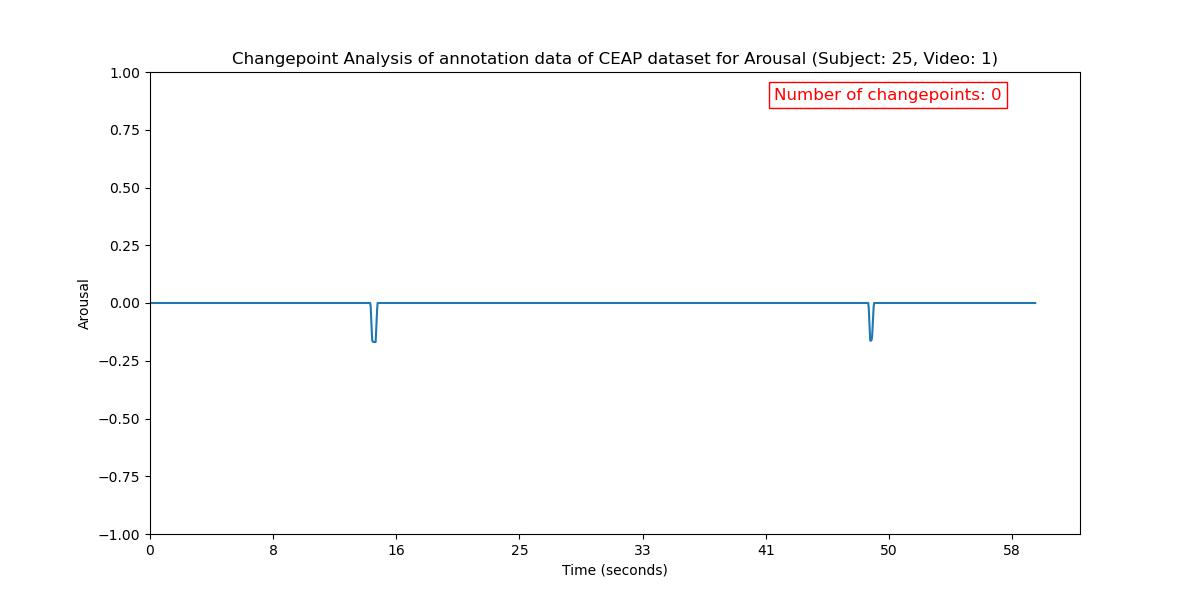 Changepoint Analysis of annotation data of CEAP dataset for Arousal (Subject: 25, Video: 1)
Number of changepoints: 0
1.00
0.75
0.50
0.25
0.00
−0.25
−0.50
−0.75
−1.00
Arousal
0 8 16 25 33 41 50 58
Time (seconds)